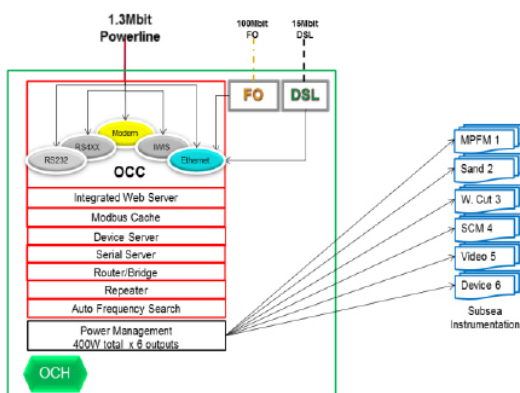 1.3Mbit
Powerline
100Mbit
FO
15Mbit
DSL
FO
DSL
Modem
RS4XX
IWIS
RS232
Ethernet
OCC
Integrated Web Server
Modbus Cache
Device Server
Serial Server
Router/Bridge
Repeater
Auto Frequency Search
Power Management
400W total x 6 outputs
OCH
MPFM 1
Sand 2
W. Cut 3
SCM 4
Video 5
Device 6
Subsea
Instrumentation